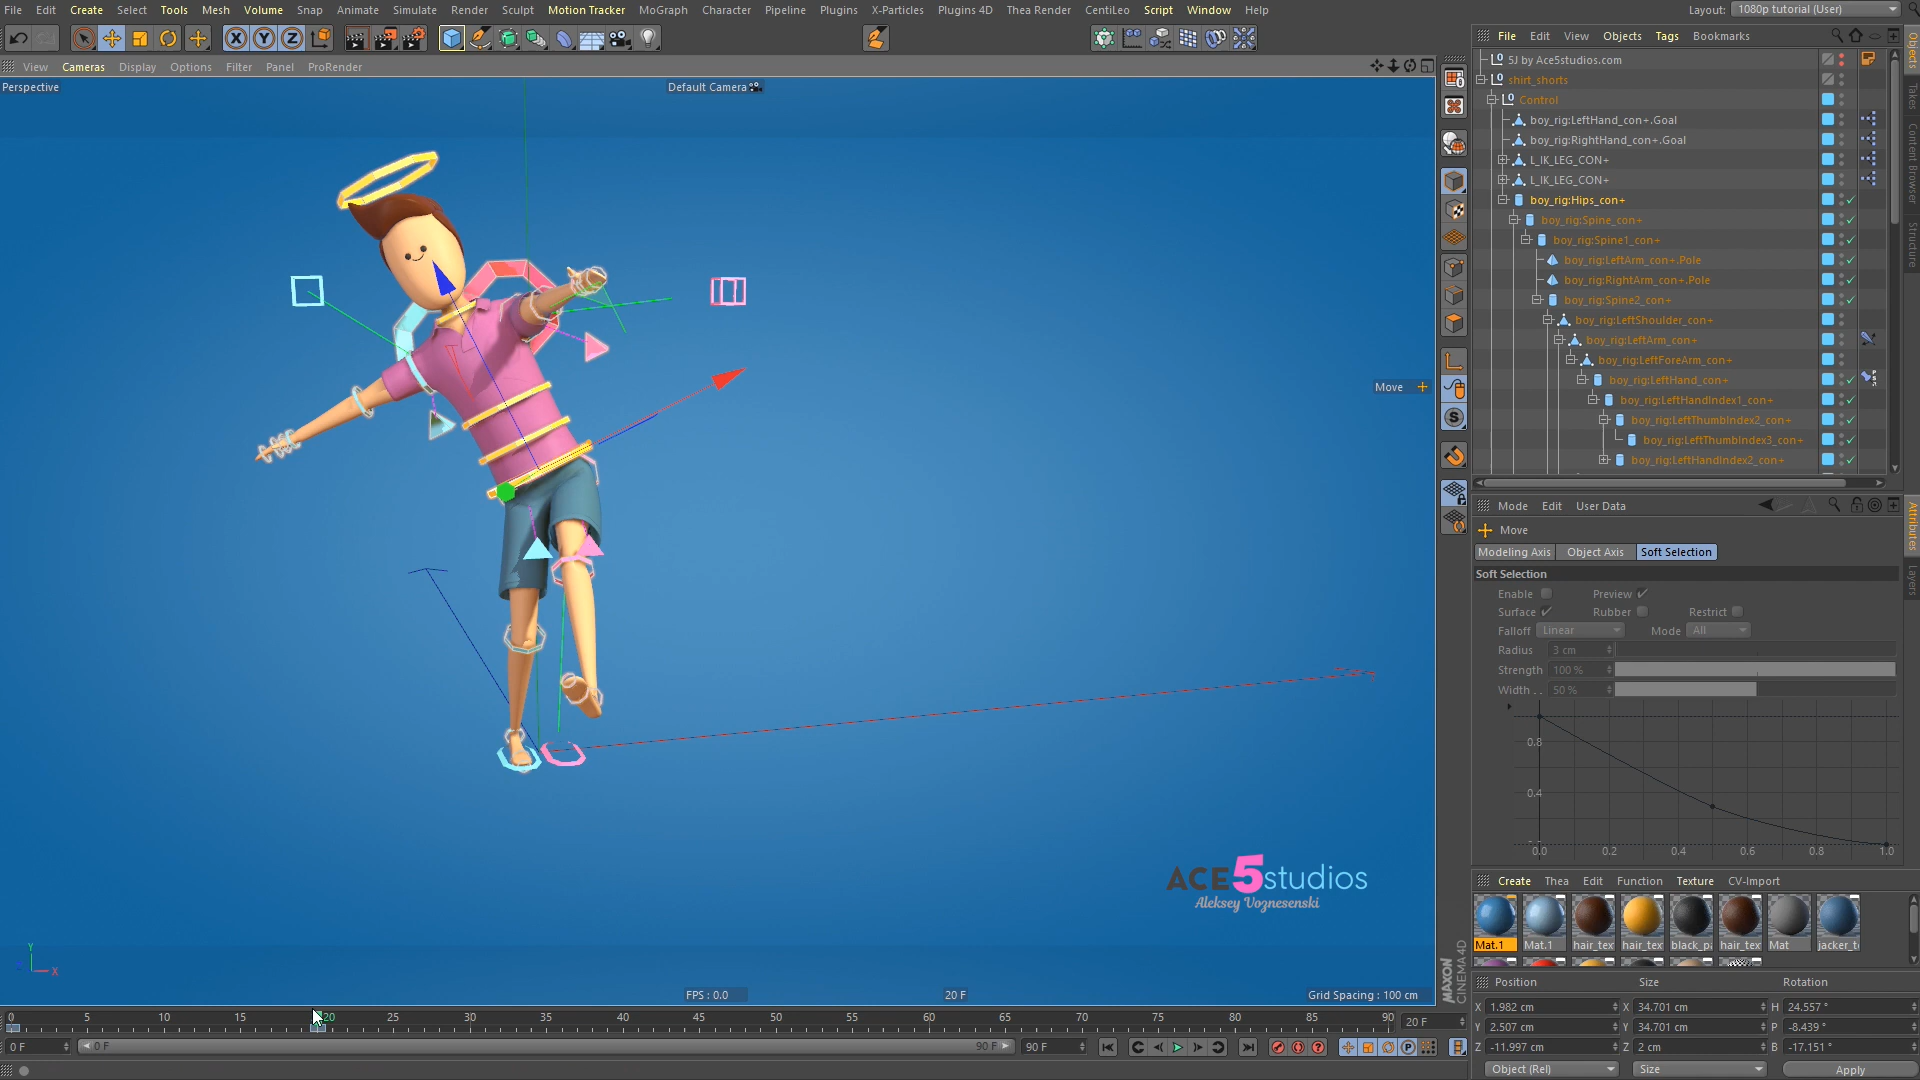 File Edit Create Select Tools Mesh Volume Snap Animate Simulate Render Sculpt Motion Tracker MoGraph Character Pipeline Plugins X-Particles Plugins 4D Thea Render CentiLeo Script Window Help
Layout: 1080p tutorial (User)
View Cameras Display Options Filter Panel ProRender
Perspective
Default Camera
Move
ACE5studios
Aleksey Voznesenski
Y
X
FPS : 0.0
20 F
Grid Spacing : 100 cm
MAXON
CINEMA 4D
0 5 10 15 20 25 30 35 40 45 50 55 60 65 70 75 80 85 90
20 F
0 F
0 F
90 F
90 F
File Edit View Objects Tags Bookmarks
5J by Ace5studios.com
shirt_shorts
Control
boy_rig:LeftHand_con+.Goal
boy_rig:RightHand_con+.Goal
L_IK_LEG_CON+
L_IK_LEG_CON+
boy_rig:Hips_con+
boy_rig:Spine_con+
boy_rig:Spine1_con+
boy_rig:LeftArm_con+.Pole
boy_rig:RightArm_con+.Pole
boy_rig:Spine2_con+
boy_rig:LeftShoulder_con+
boy_rig:LeftArm_con+
boy_rig:LeftForeArm_con+
boy_rig:LeftHand_con+
boy_rig:LeftHandIndex1_con+
boy_rig:LeftThumbIndex2_con+
boy_rig:LeftThumbIndex3_con+
boy_rig:LeftHandIndex2_con+
Objects
Takes
Content Browser
Structure
Mode Edit User Data
Move
Modeling Axis Object Axis Soft Selection
Soft Selection
Enable Preview
Surface Rubber Restrict
Falloff Linear Mode All
Radius 3 cm
Strength 100 %
Width . . 50 %
0.8
0.4
0.0 0.2 0.4 0.6 0.8 1.0
Attributes
Layers
Create Thea Edit Function Texture CV-Import
Mat.1 Mat.1 hair_tex hair_tex black_pa hair_tex Mat jacker_te
Position Size Rotation
X 1.982 cm X 34.701 cm H 24.557 °
Y 2.507 cm Y 34.701 cm P -8.439 °
Z -11.997 cm Z 2 cm B -17.151 °
Object (Rel) Size Apply